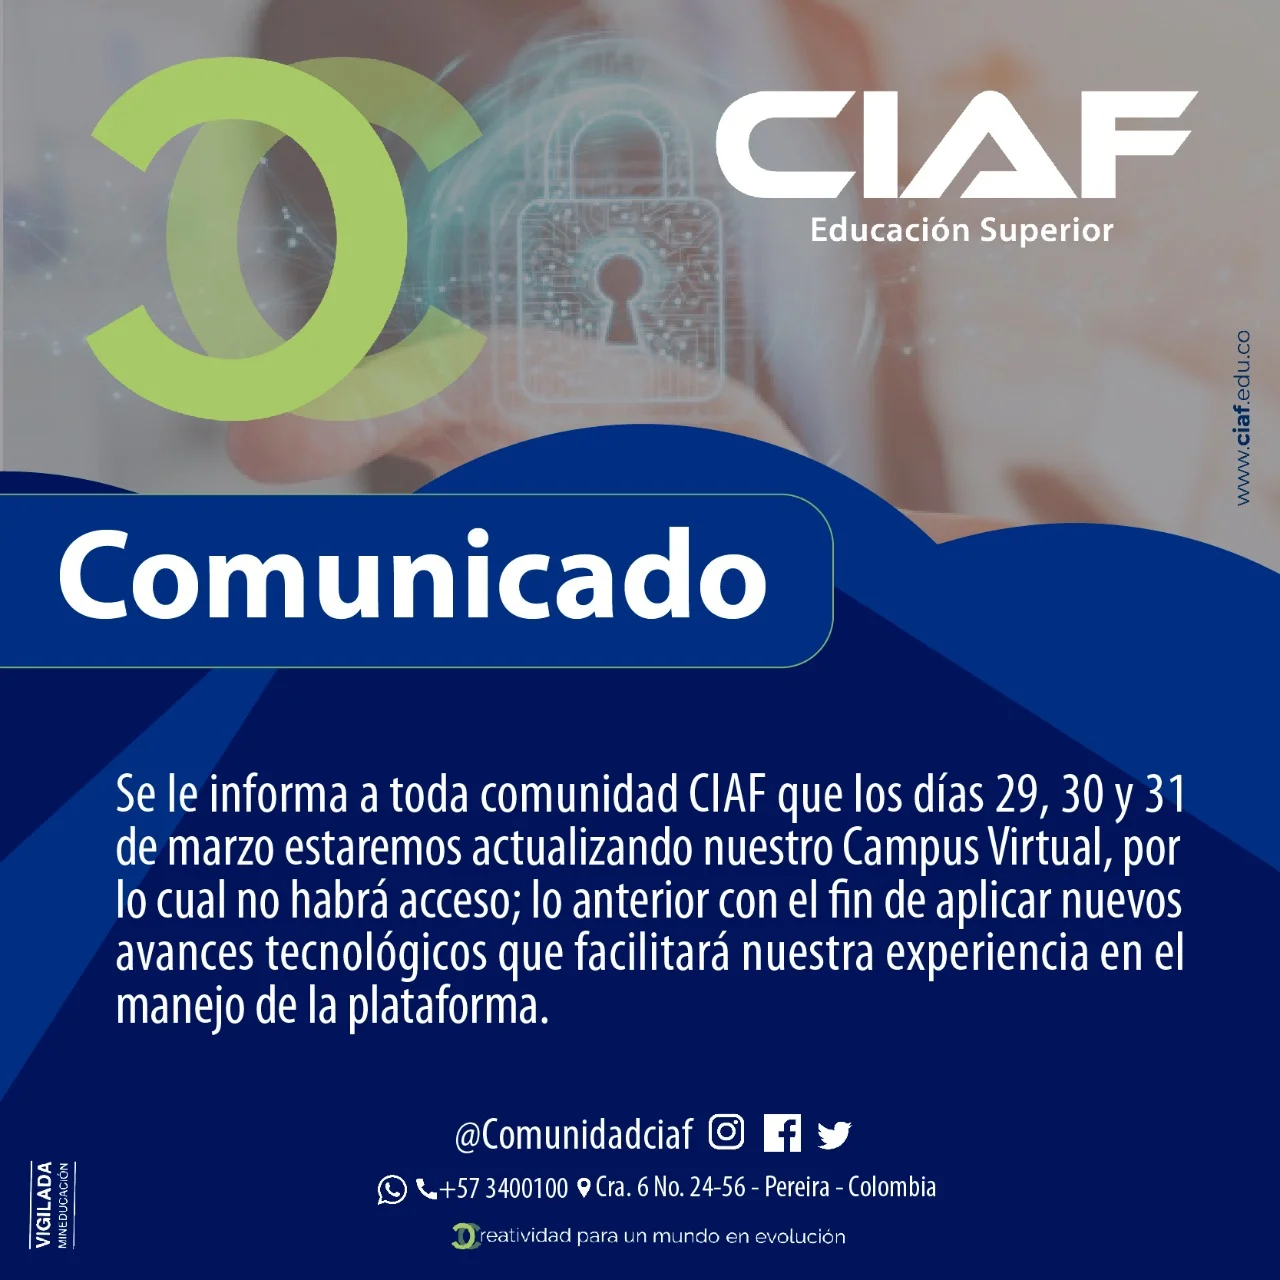 CIAF
Educación Superior
www.ciaf.edu.co
Comunicado
Se le informa a toda comunidad CIAF que los días 29, 30 y 31
de marzo estaremos actualizando nuestro Campus Virtual, por
lo cual no habrá acceso; lo anterior con el fin de aplicar nuevos
avances tecnológicos que facilitará nuestra experiencia en el
manejo de la plataforma.
@Comunidadciaf
+57 3400100 Cra. 6 No. 24-56 - Pereira - Colombia
Creatividad para un mundo en evolución
VIGILADA
MINEDUCACIÓN